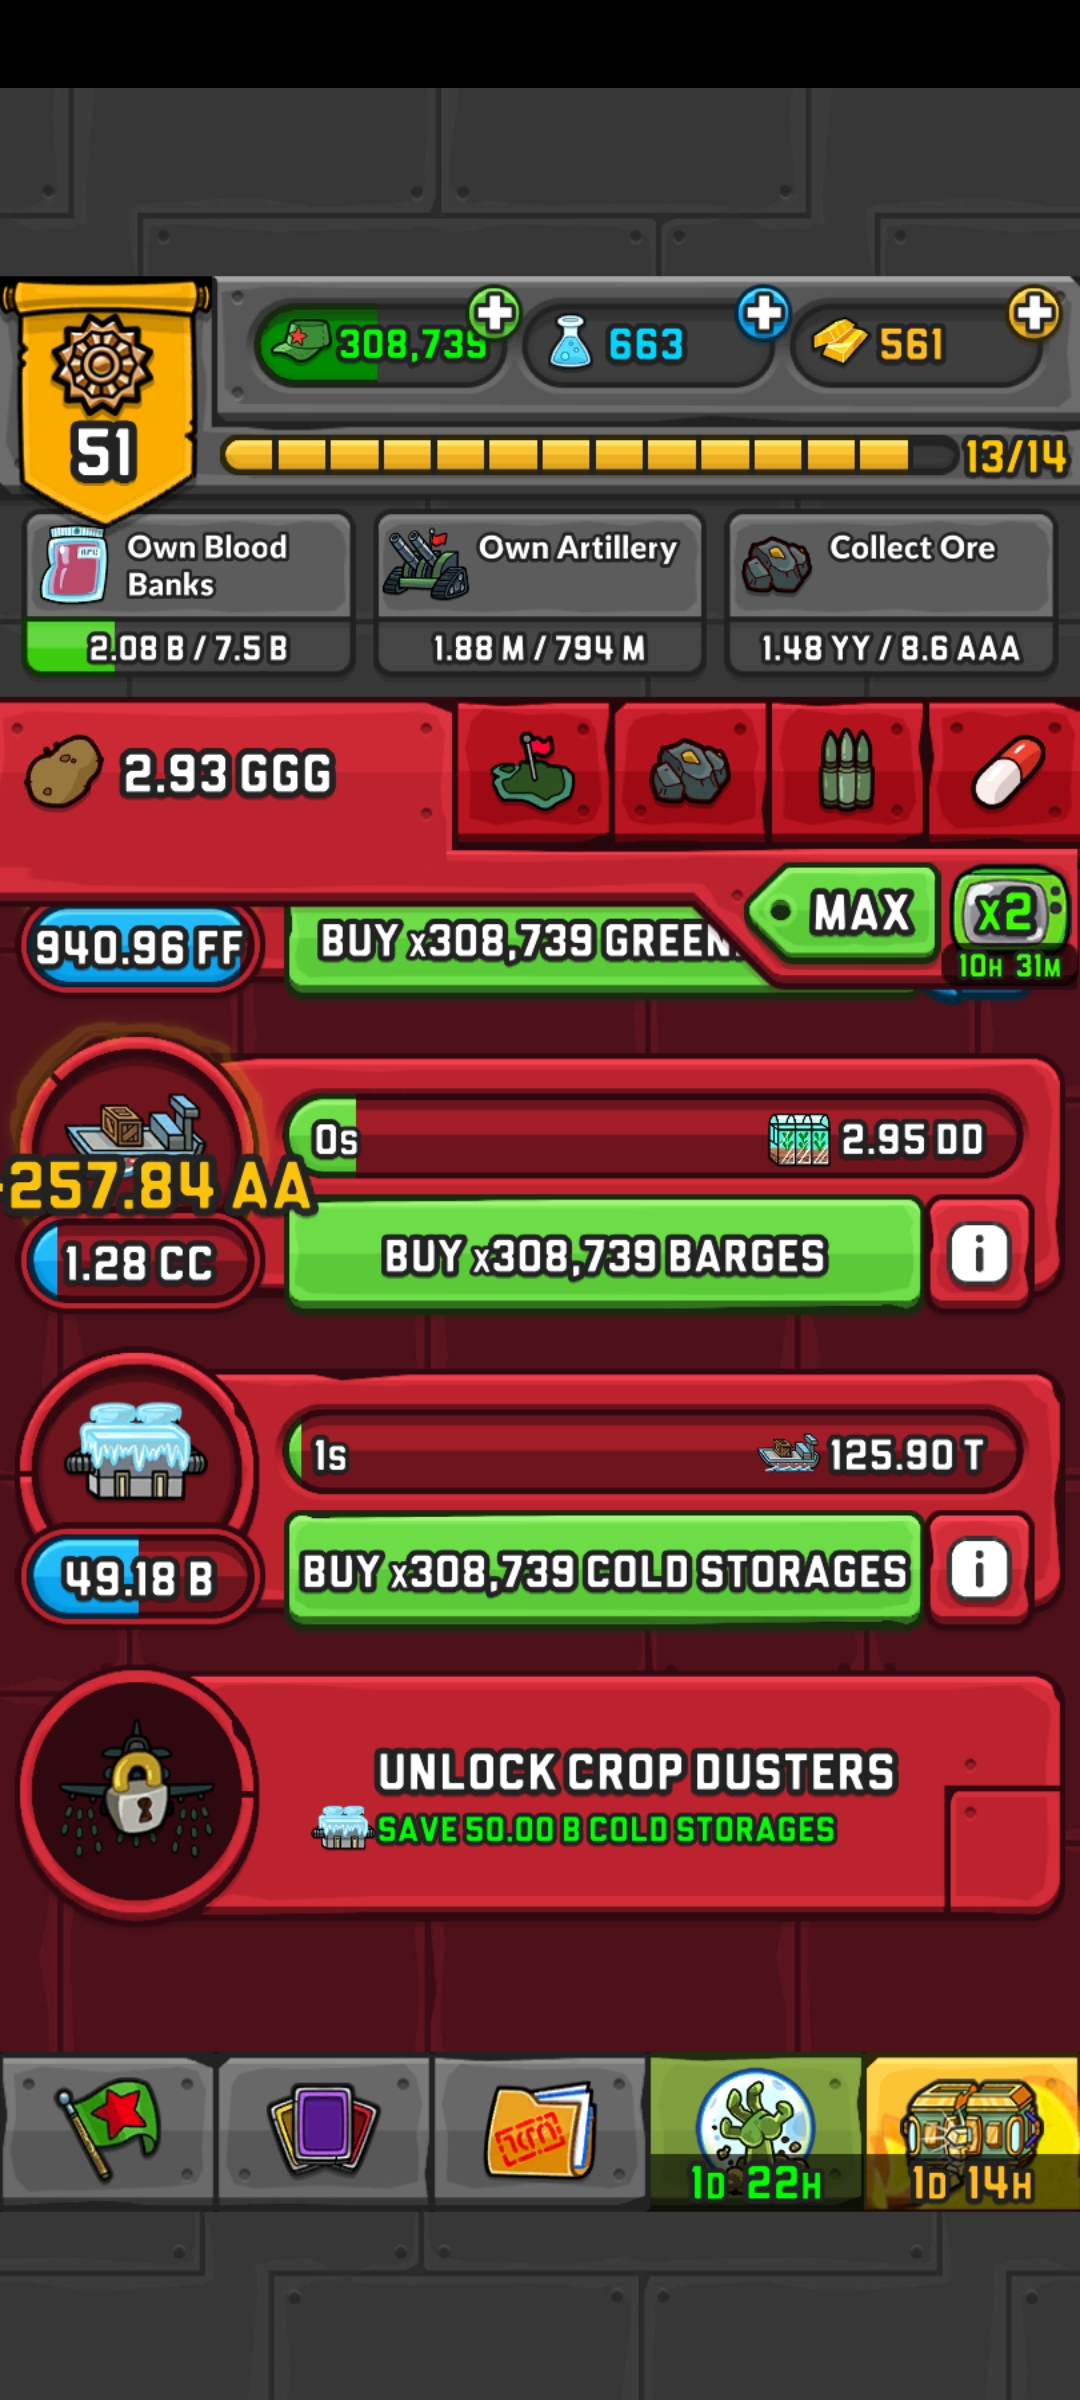 308,739
663
561
51
13/14
Own Blood Banks
2.08 B / 7.5 B
Own Artillery
1.88 M / 794 M
Collect Ore
1.48 YY / 8.6 AAA
2.93 GGG
MAX
x2
10H 31M
940.96 FF
BUY x308,739 GREEN
0s
2.95 DD
257.84 AA
1.28 CC
BUY x308,739 BARGES
i
1s
125.90 T
49.18 B
BUY x308,739 COLD STORAGES
i
UNLOCK CROP DUSTERS
SAVE 50.00 B COLD STORAGES
1D 22H
1D 14H